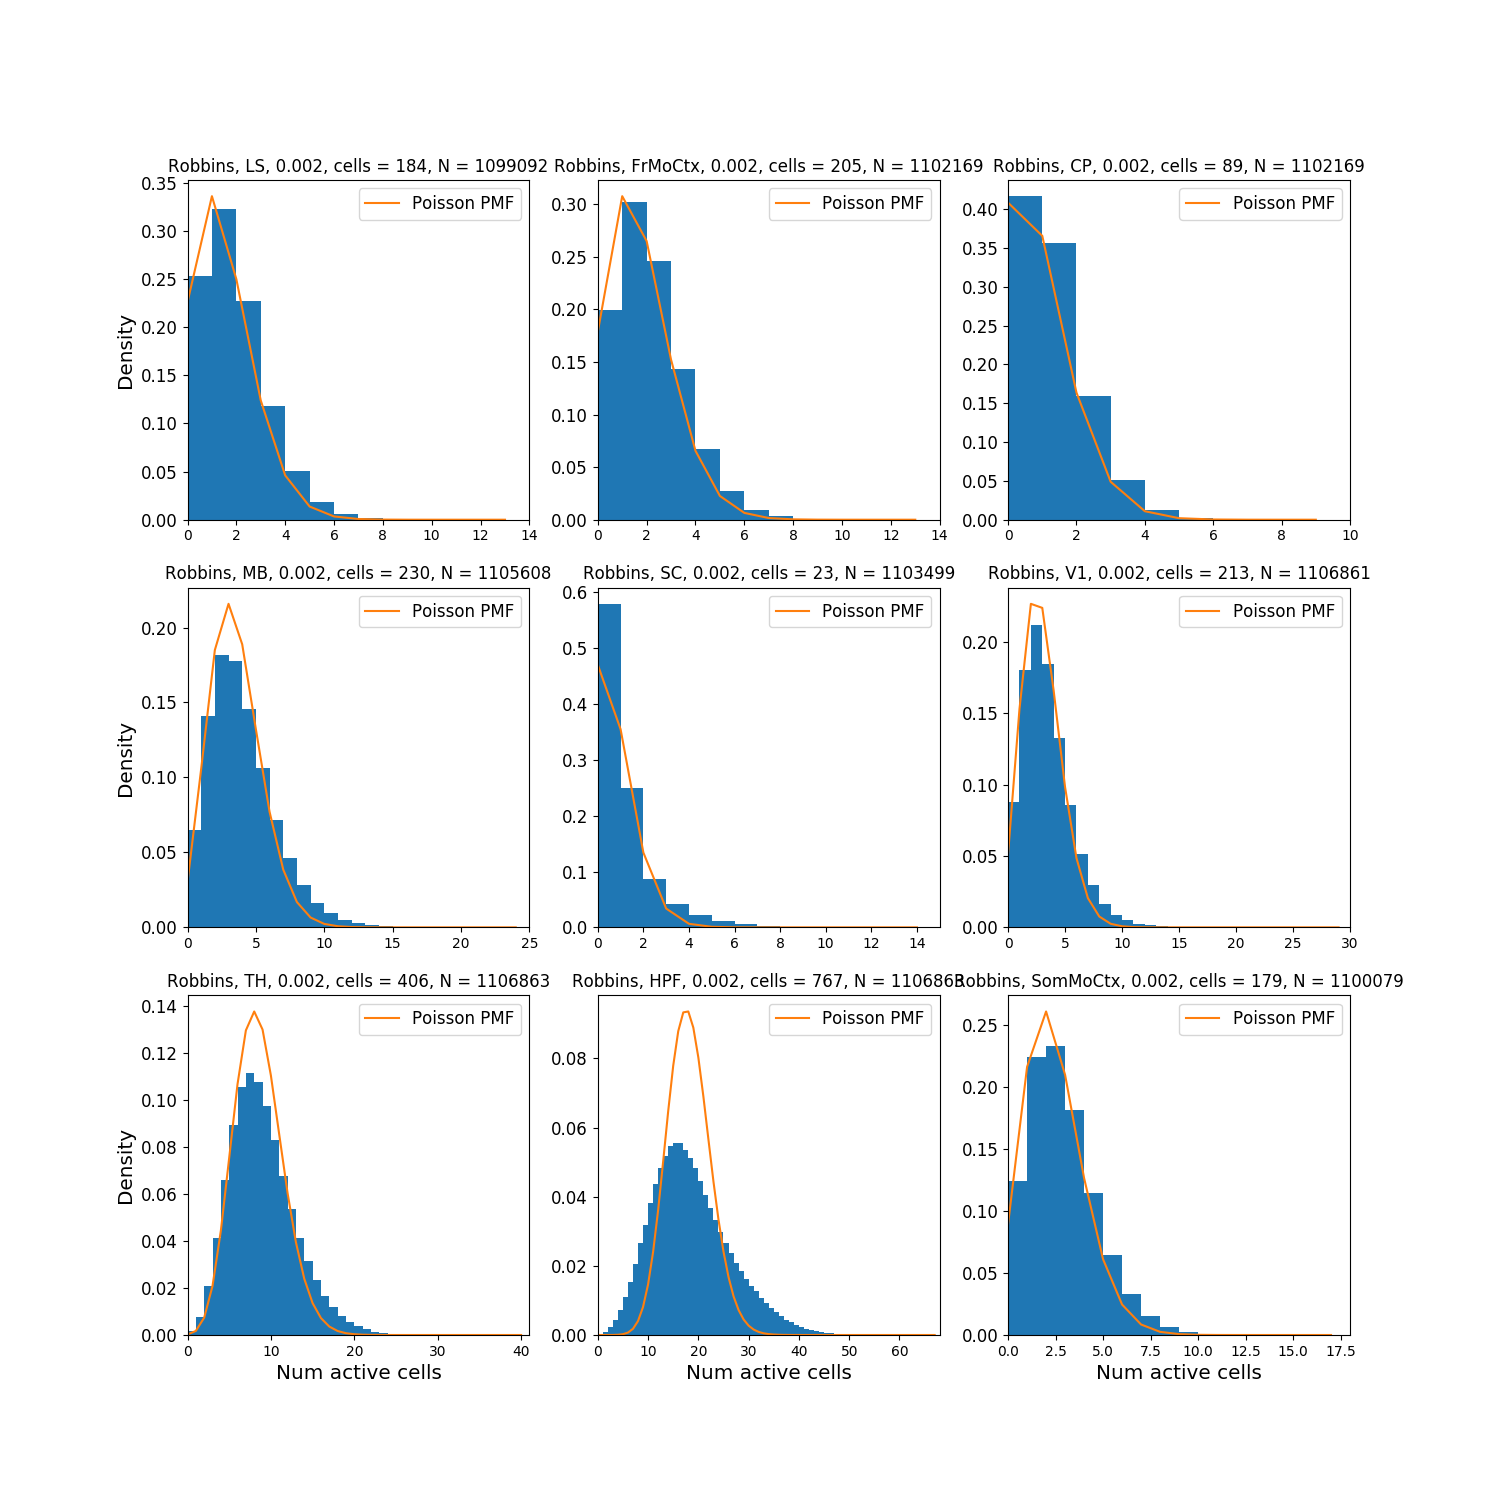 Robbins, LS, 0.002, cells = 184, N = 1099092
Robbins, FrMoCtx, 0.002, cells = 205, N = 1102169
Robbins, CP, 0.002, cells = 89, N = 1102169
Density
0.35
0.30
0.25
0.20
0.15
0.10
0.05
0.00
0 2 4 6 8 10 12 14
Poisson PMF
0.30
0.25
0.20
0.15
0.10
0.05
0.00
0 2 4 6 8 10 12 14
Poisson PMF
0.40
0.35
0.30
0.25
0.20
0.15
0.10
0.05
0.00
0 2 4 6 8 10
Poisson PMF
Robbins, MB, 0.002, cells = 230, N = 1105608
Robbins, SC, 0.002, cells = 23, N = 1103499
Robbins, V1, 0.002, cells = 213, N = 1106861
Density
0.20
0.15
0.10
0.05
0.00
0 5 10 15 20 25
Poisson PMF
0.6
0.5
0.4
0.3
0.2
0.1
0.0
0 2 4 6 8 10 12 14
Poisson PMF
0.20
0.15
0.10
0.05
0.00
0 5 10 15 20 25 30
Poisson PMF
Robbins, TH, 0.002, cells = 406, N = 1106863
Robbins, HPF, 0.002, cells = 767, N = 1106863
Robbins, SomMoCtx, 0.002, cells = 179, N = 1100079
Density
0.14
0.12
0.10
0.08
0.06
0.04
0.02
0.00
0 10 20 30 40
Poisson PMF
Num active cells
0.08
0.06
0.04
0.02
0.00
0 10 20 30 40 50 60
Poisson PMF
Num active cells
0.25
0.20
0.15
0.10
0.05
0.00
0.0 2.5 5.0 7.5 10.0 12.5 15.0 17.5
Poisson PMF
Num active cells